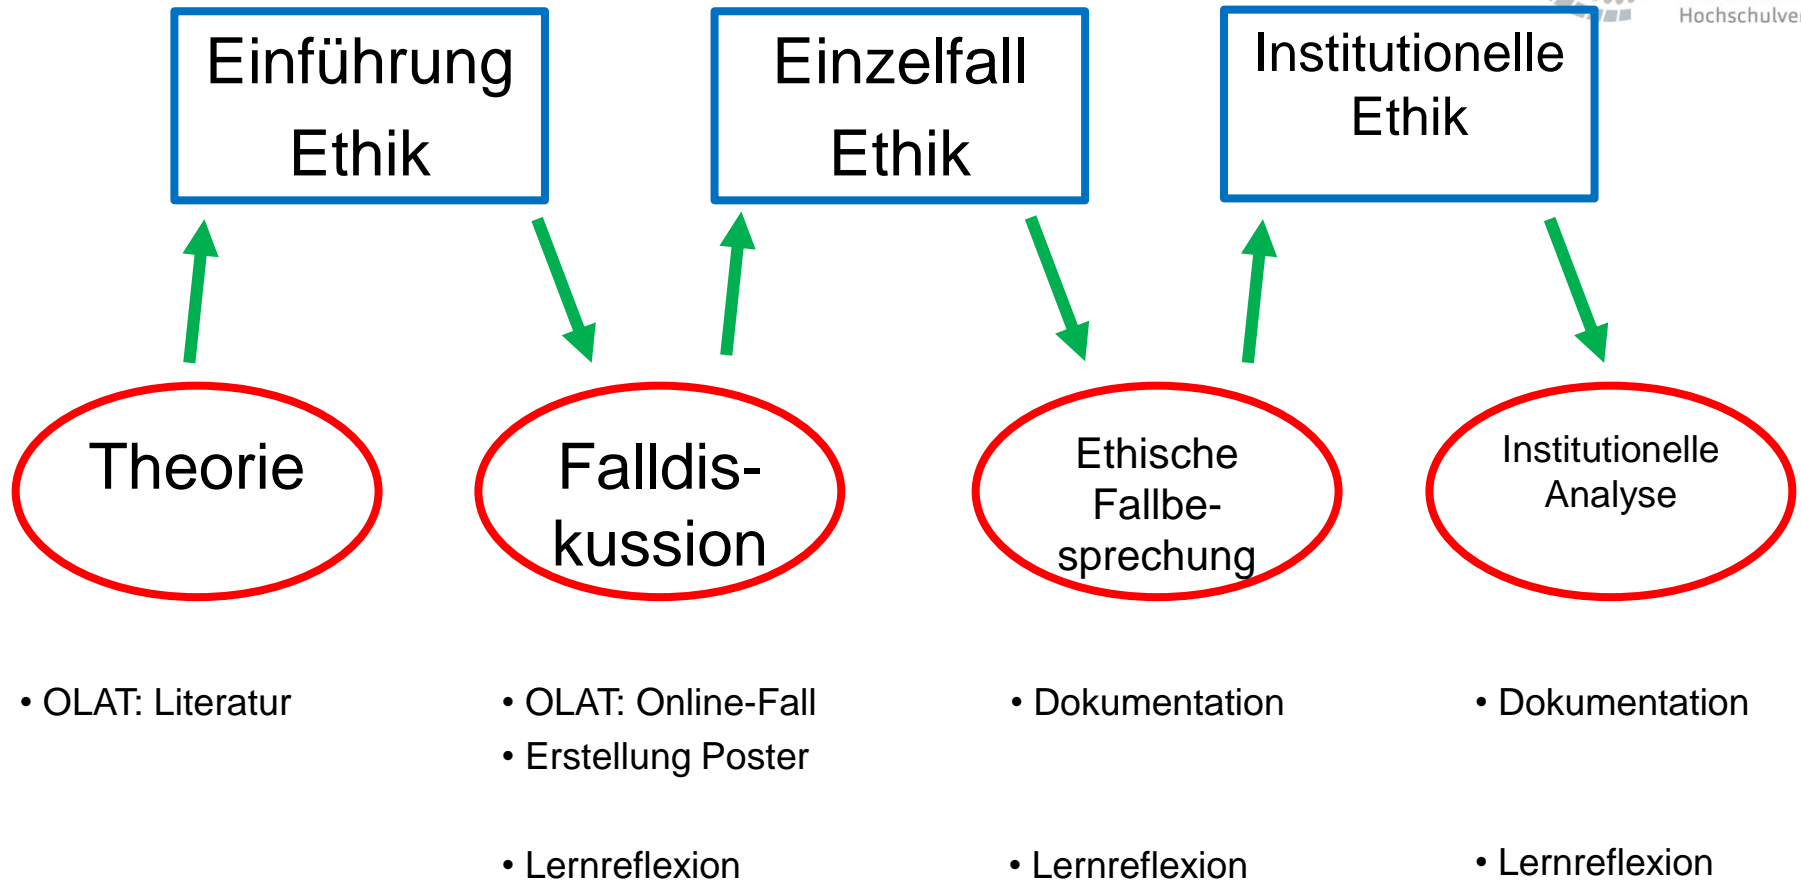 Hochschulve
Einführung
Ethik
Einzelfall
Ethik
Institutionelle
Ethik
Theorie
Falldis-
kussion
Ethische
Fallbe-
sprechung
Institutionelle
Analyse
• OLAT: Literatur
• OLAT: Online-Fall
• Erstellung Poster
• Lernreflexion
• Dokumentation
• Lernreflexion
• Dokumentation
• Lernreflexion